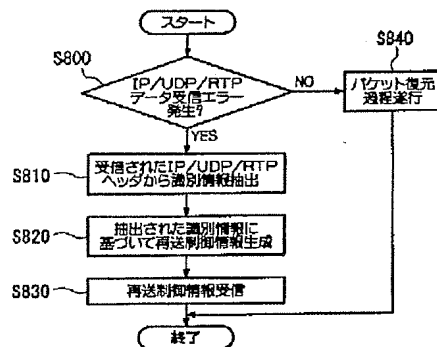 スタート
S800
IP/UDP/RTP
データ受信エラー
発生?
NO
S840
パケット復元
過程遂行
YES
S810
受信されたIP/UDP/RTP
ヘッダから識別情報抽出
S820
抽出された識別情報に
基づいて再送制御情報生成
S830
再送制御情報受信
終了